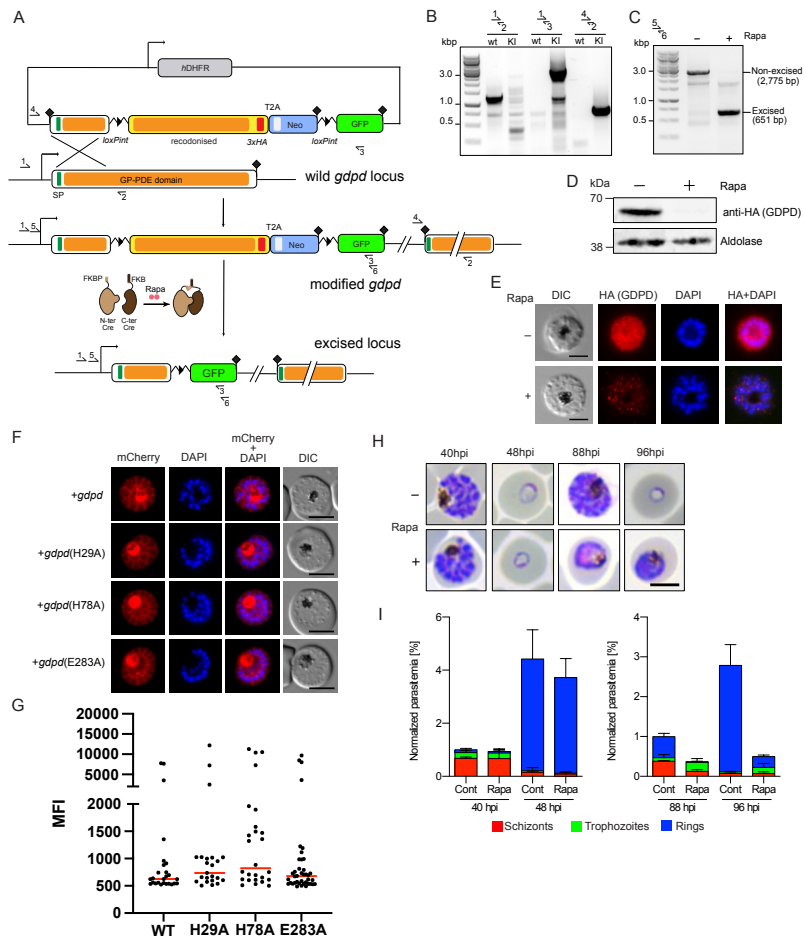 A
hDHFR
T2A
4
Neo
GFP
loxPint
recodonised
3xHA
loxPint
3
1
GP-PDE domain
wild gdpd locus
SP
2
T2A
4
1 5
Neo
GFP
3
6
2
modified gdpd
FKBP
FKB
Rapa
N-ter
Cre
C-ter
Cre
excised locus
1 5
GFP
3
6
B
1 2
1 3
4 2
kbp
wt KI wt KI wt KI
3.0
1.0
0.5
C
5 6
− +
Rapa
kbp
3.0
1.0
0.5
Non-excised
(2,775 bp)
Excised
(651 bp)
D
kDa
− + Rapa
70
anti-HA (GDPD)
38
Aldolase
E
Rapa DIC HA (GDPD) DAPI HA+DAPI
−
+
F
mCherry DAPI mCherry + DAPI DIC
+gdpd
+gdpd(H29A)
+gdpd(H78A)
+gdpd(E283A)
G
20000
15000
10000
5000
2000
1500
1000
500
0
MFI
WT H29A H78A E283A
H
40hpi 48hpi 88hpi 96hpi
−
Rapa
+
I
Normalized parasitemia [%]
6
4
2
0
Cont Rapa Cont Rapa
40 hpi 48 hpi
Normalized parasitemia [%]
4
3
2
1
0
Cont Rapa Cont Rapa
88 hpi 96 hpi
Schizonts Trophozoites Rings